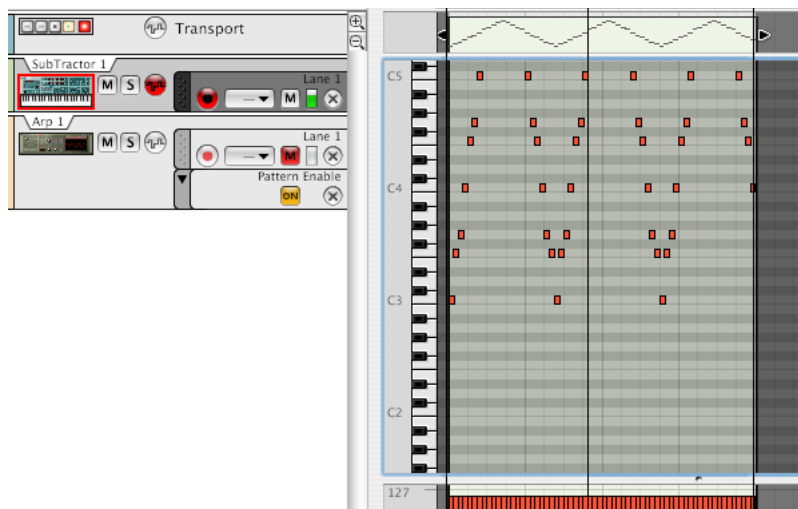 Transport
SubTractor 1
M S
Lane 1
M
Arp 1
M S
Lane 1
M
Pattern Enable
ON
C5
C4
C3
C2
127